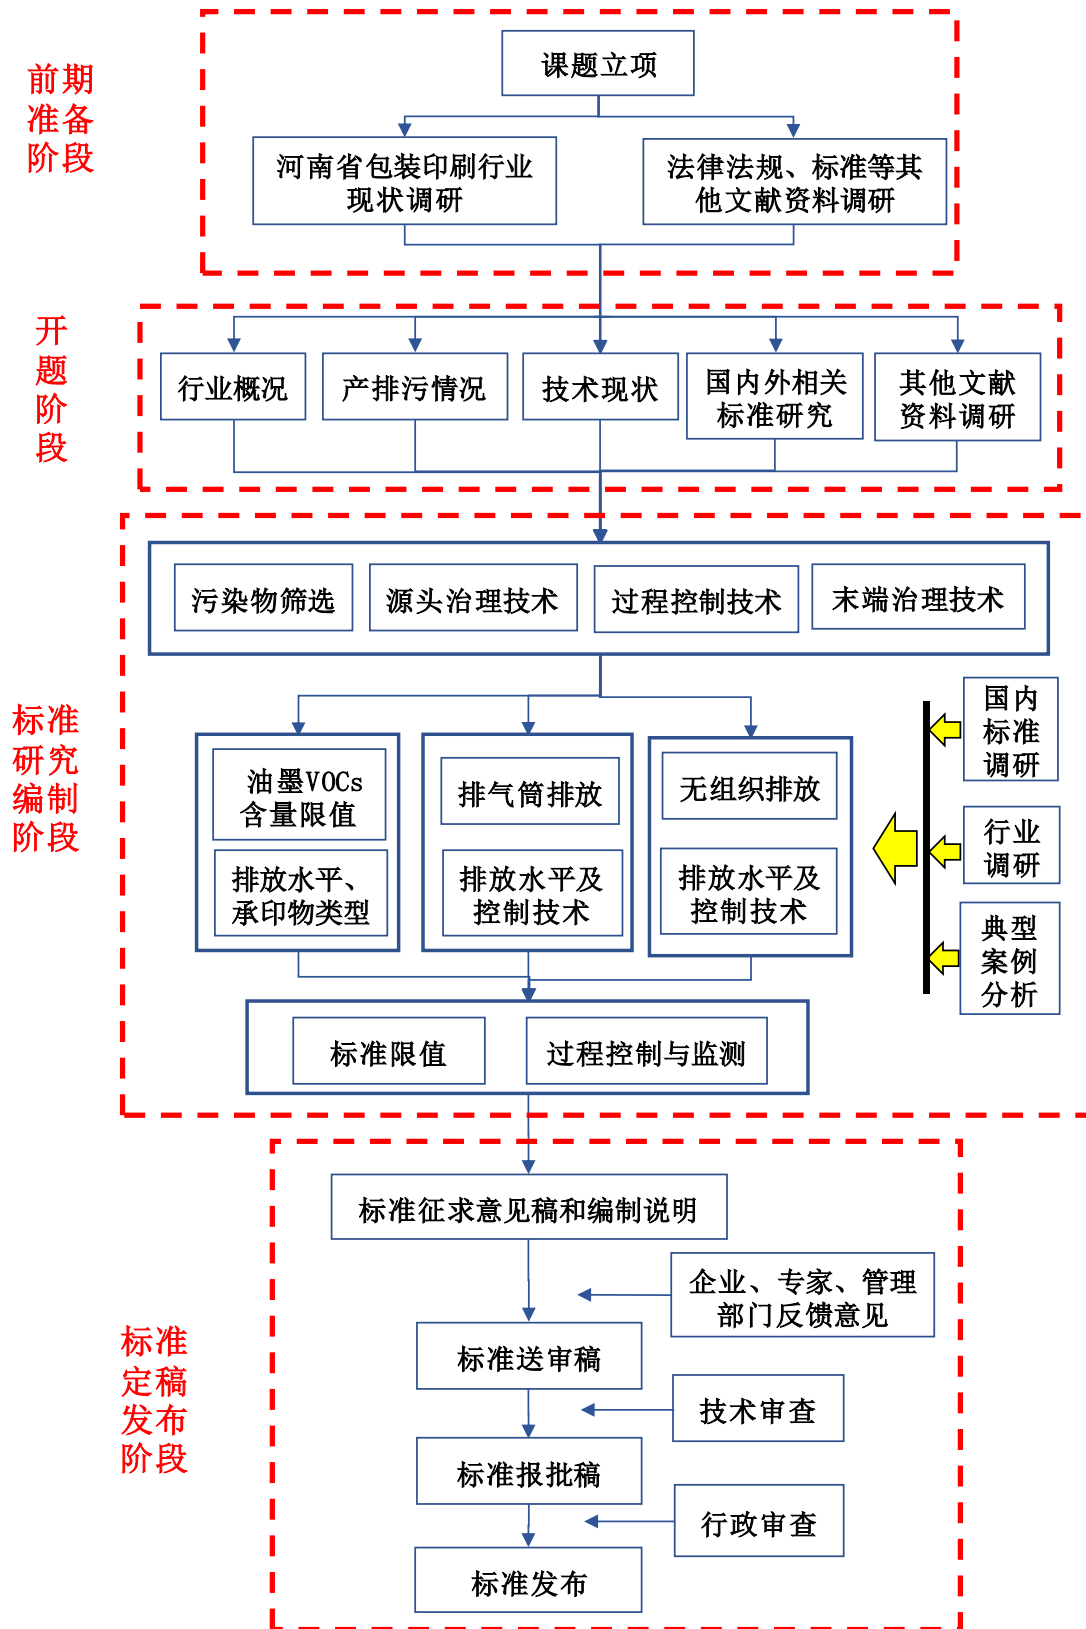 前期
准备
阶段
课题立项
河南省包装印刷行业
现状调研
法律法规、标准等其
他文献资料调研
开
题
阶
段
行业概况
产排污情况
技术现状
国内外相关
标准研究
其他文献
资料调研
标准
研究
编制
阶段
污染物筛选
源头治理技术
过程控制技术
末端治理技术
油墨VOCs
含量限值
排放水平、
承印物类型
排气筒排放
排放水平及
控制技术
无组织排放
排放水平及
控制技术
国内
标准
调研
行业
调研
典型
案例
分析
标准限值
过程控制与监测
标准
定稿
发布
阶段
标准征求意见稿和编制说明
企业、专家、管理
部门反馈意见
标准送审稿
技术审查
标准报批稿
行政审查
标准发布